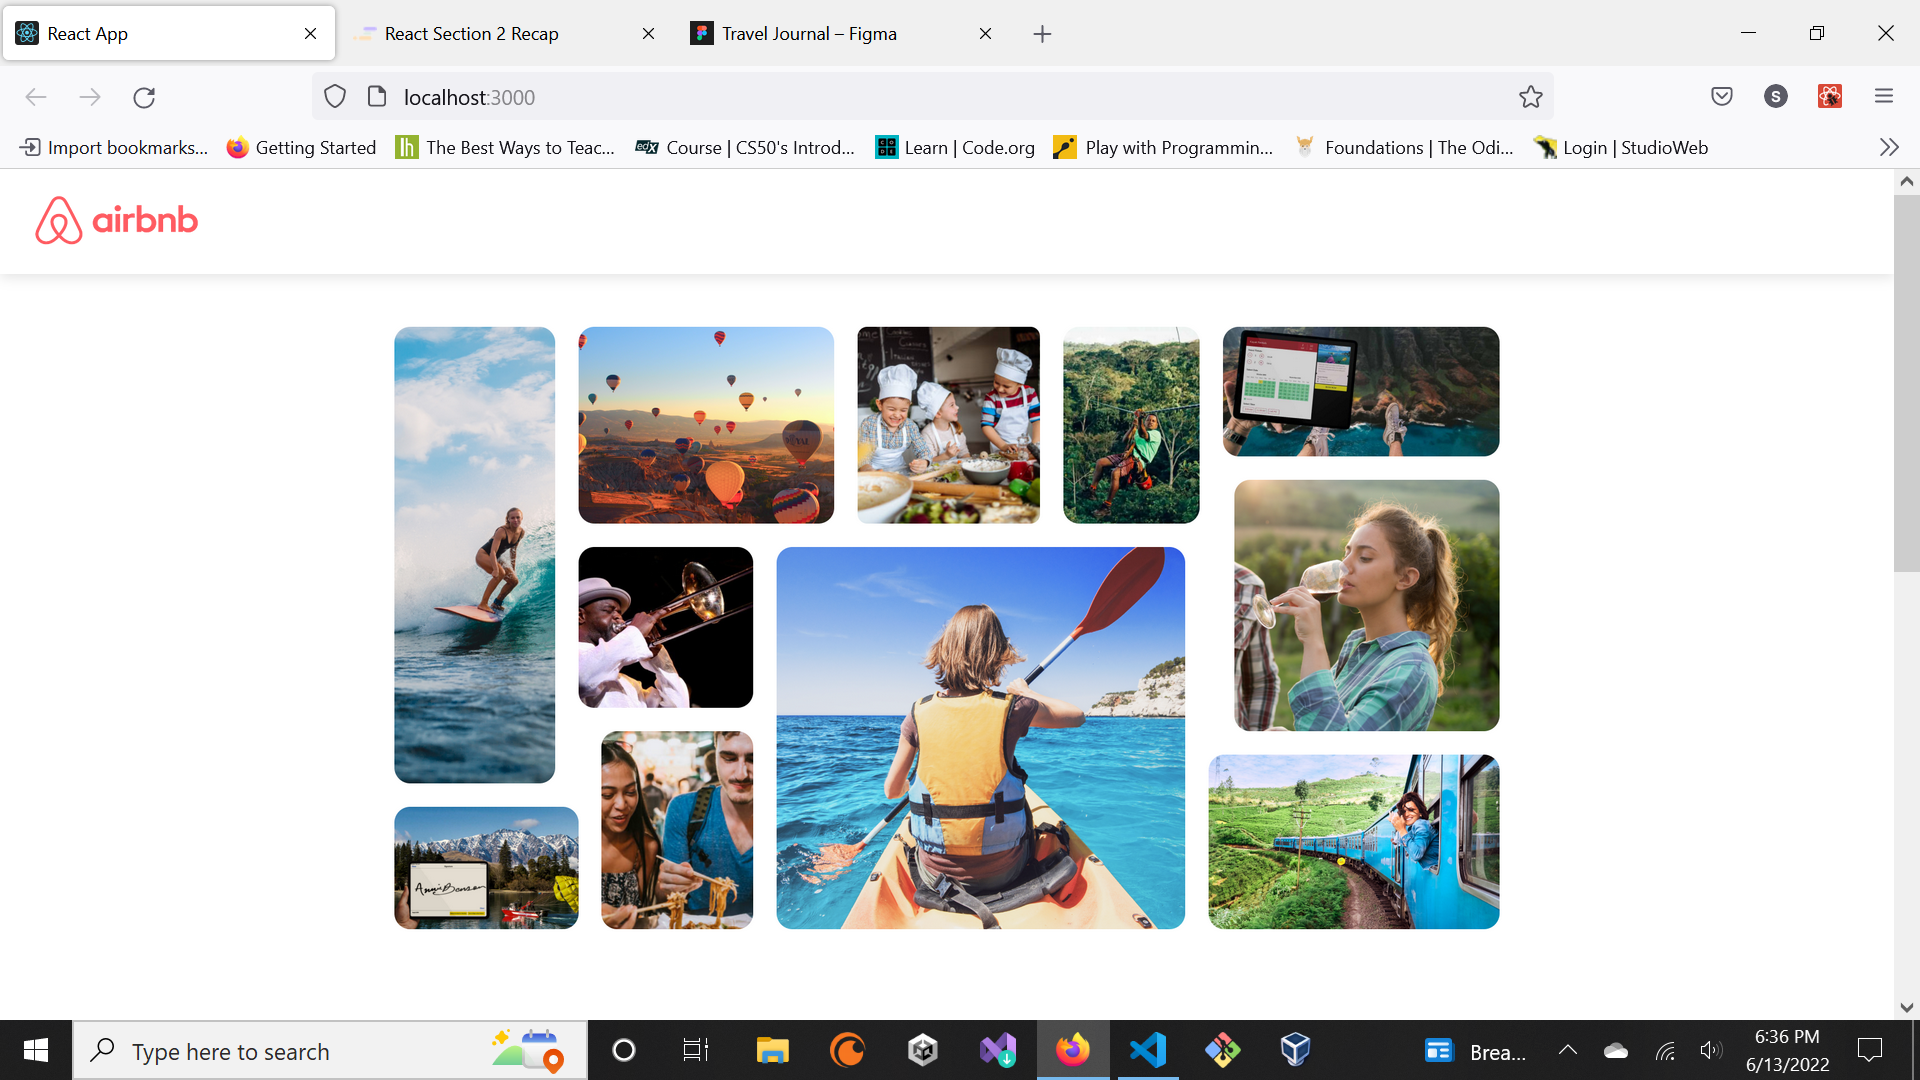 React App
React Section 2 Recap
Travel Journal – Figma
localhost:3000
S
Import bookmarks...
Getting Started
lh
The Best Ways to Teac...
edX
Course | CS50's Introd...
Learn | Code.org
Play with Programmin...
Foundations | The Odi...
Login | StudioWeb
airbnb
Type here to search
Brea...
6:36 PM
6/13/2022